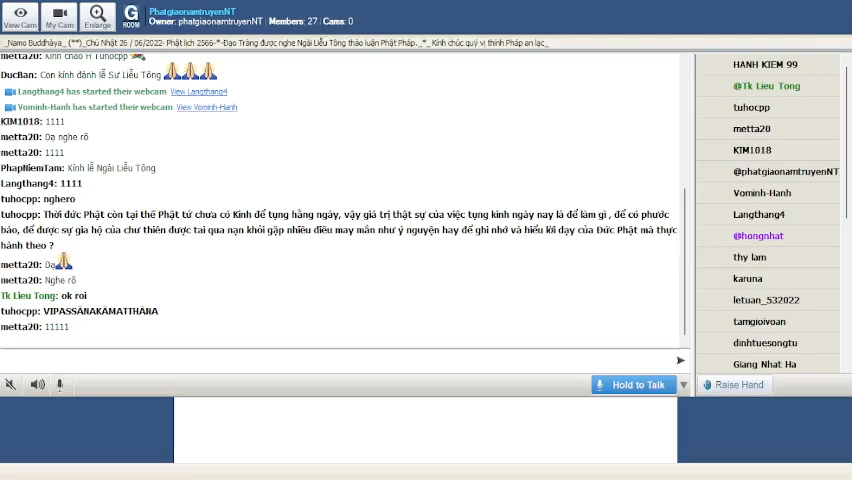 View Cam
My Cam
Enlarge
G
ROOM
PhatgiaonamtruyenNT
Owner: phatgiaonamtruyenNT | Members: 27 | Cams: 0
_Namo Buddhàya_ (**)_Chủ Nhật 26 / 06/2022- Phật lịch 2566-*-Đạo Tràng được nghe Ngài Liễu Tông thảo luận Phật Pháp._*_ Kính chúc quý vị thính Pháp an lạc_
metta20: Kính chào H Tuhocpp
DucBan: Con kính đảnh lễ Sư Liễu Tông
Langthang4 has started their webcam View Langthang4
Vominh-Hanh has started their webcam View Vominh-Hanh
KIM1018: 1111
metta20: Dạ nghe rõ
metta20: 1111
PhapNiemTam: Kính lễ Ngài Liễu Tông
Langthang4: 1111
tuhocpp: nghero
tuhocpp: Thời đức Phật còn tại thế Phật tử chưa có Kinh để tụng hằng ngày, vậy giá trị thật sự của việc tụng kinh ngày nay là để làm gì , để có phước
báo, để được sự gia hộ của chư thiên được tai qua nạn khỏi gặp nhiều điều may mắn như ý nguyện hay để ghi nhớ và hiểu lời dạy của Đức Phật mà thực
hành theo ?
metta20: Dạ
metta20: Nghe rõ
Tk Lieu Tong: ok roi
tuhocpp: VIPASSĀNAKAMATTHĀNA
metta20: 11111
Hold to Talk
HANH KIEM 99
@Tk Lieu Tong
tuhocpp
metta20
KIM1018
@phatgiaonamtruyenNT
Vominh-Hanh
Langthang4
@hongnhat
thy lam
karuna
letuan_532022
tamgioivoan
dinhtuesongtu
Giang Nhat Ha
Raise Hand